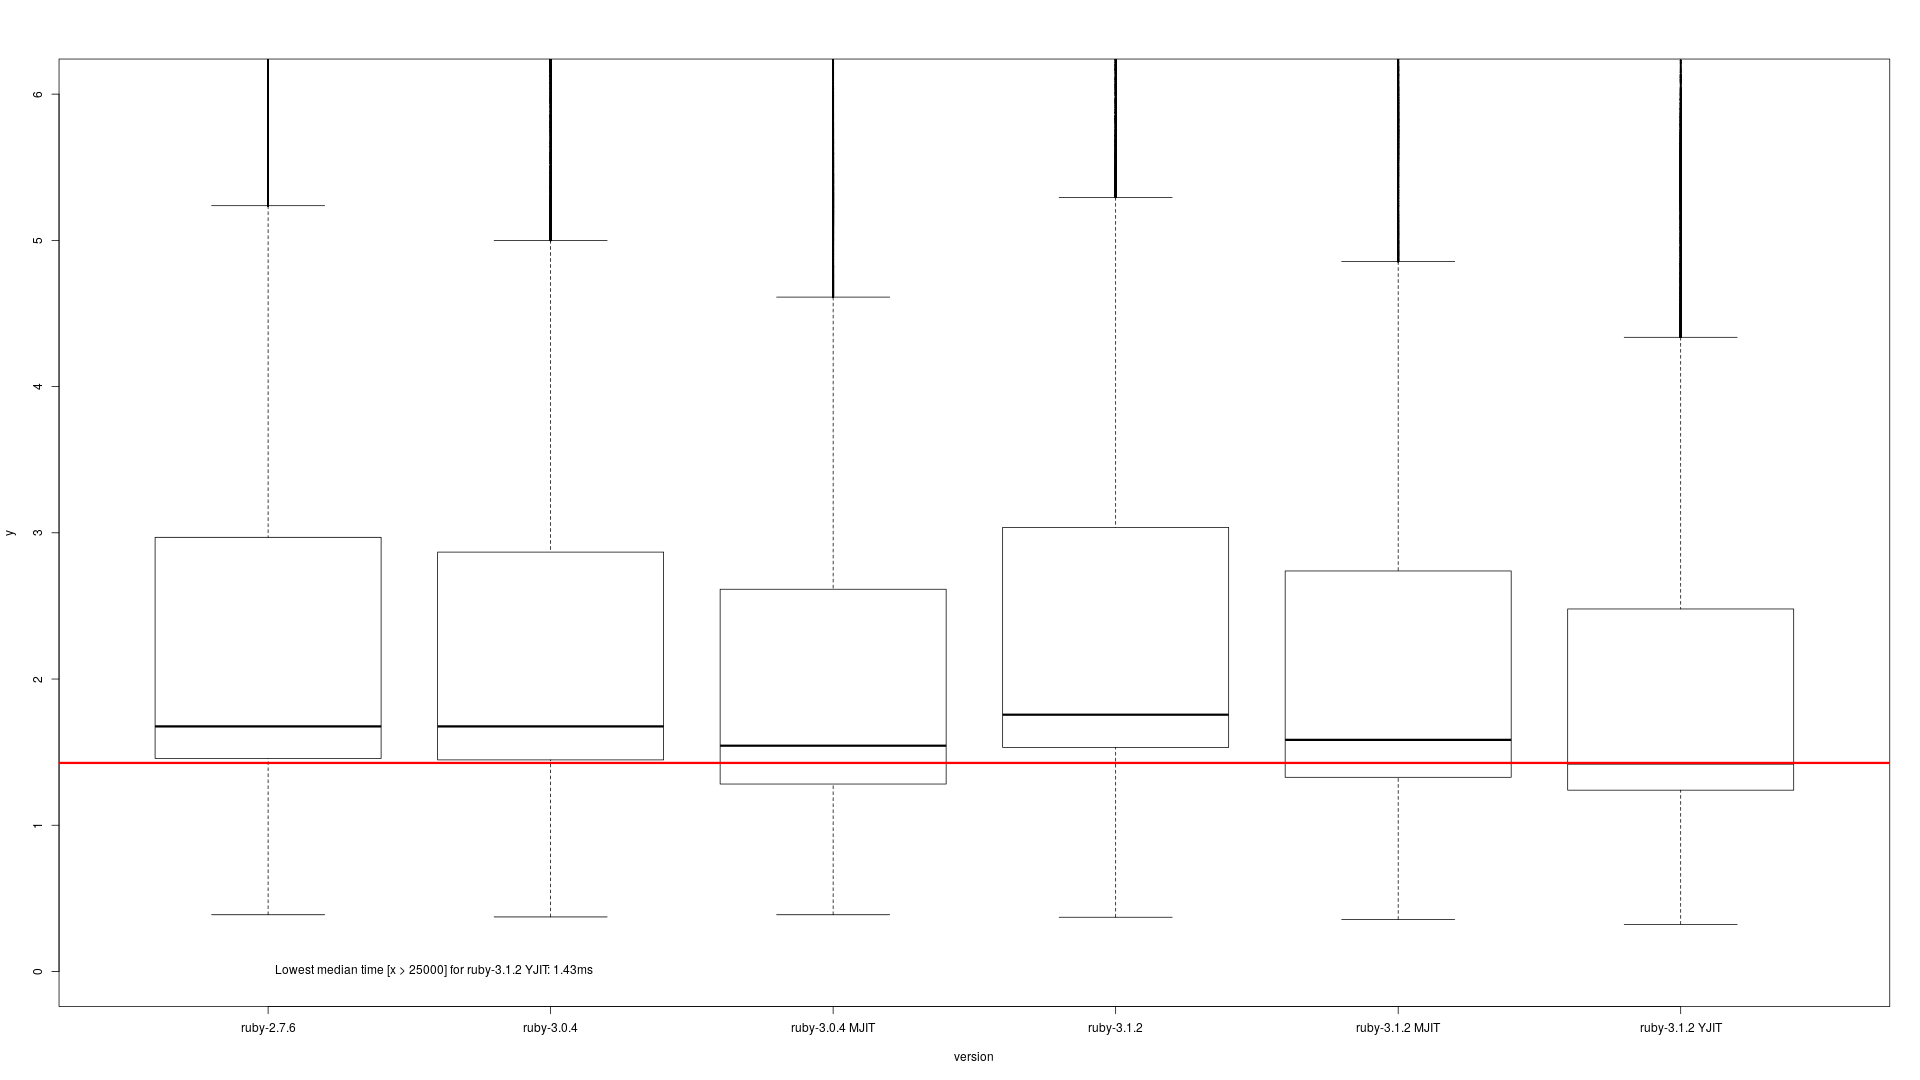 6
5
4
3
2
1
0
y
Lowest median time [x > 25000] for ruby-3.1.2 YJIT: 1.43ms
ruby-2.7.6 ruby-3.0.4 ruby-3.0.4 MJIT ruby-3.1.2 ruby-3.1.2 MJIT ruby-3.1.2 YJIT
version